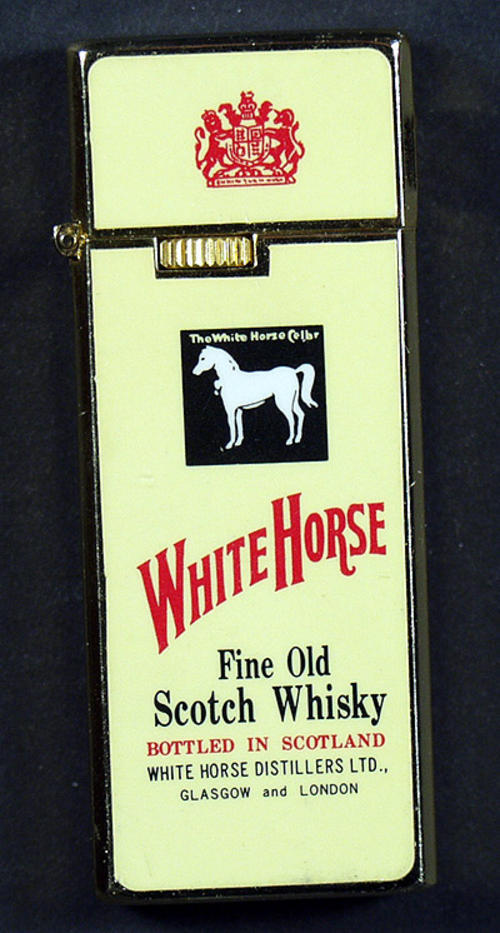 The White Horse Cellar
WHITE HORSE
Fine Old
Scotch Whisky
BOTTLED IN SCOTLAND
WHITE HORSE DISTILLERS LTD.,
GLASGOW and LONDON